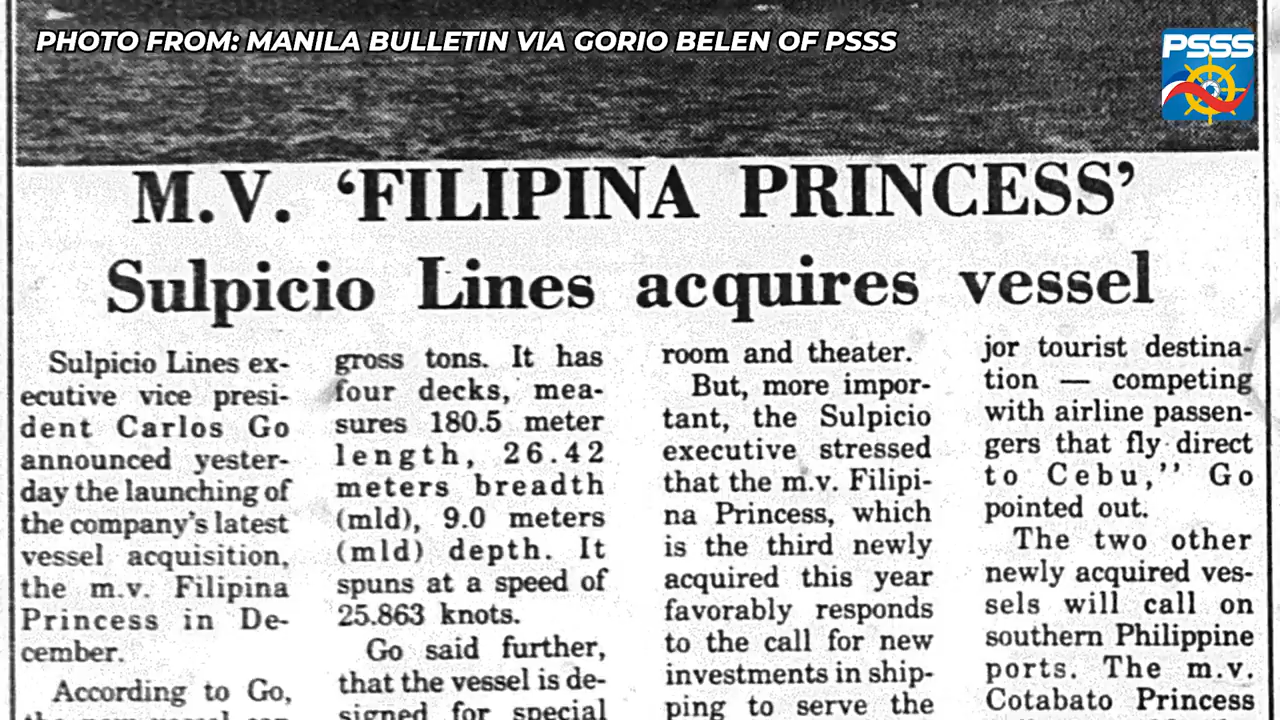 PHOTO FROM: MANILA BULLETIN VIA GORIO BELEN OF PSSS
PSSS
M.V. ‘FILIPINA PRINCESS’
Sulpicio Lines acquires vessel
Sulpicio Lines ex-
ecutive vice presi-
dent Carlos Go
announced yester-
day the launching of
the company's latest
vessel acquisition,
the m.v. Filipina
Princess in De-
cember.
According to Go,
gross tons. It has
four decks, mea-
sures 180.5 meter
length, 26.42
meters breadth
(mld), 9.0 meters
(mld) depth. It
spuns at a speed of
25.863 knots.
Go said further,
that the vessel is de-
signed for special
room and theater.
But, more impor-
tant, the Sulpicio
executive stressed
that the m.v. Filipi-
na Princess, which
is the third newly
acquired this year
favorably responds
to the call for new
investments in ship-
ping to serve the
jor tourist destina-
tion — competing
with airline passen-
gers that fly direct
to Cebu,’’ Go
pointed out.
The two other
newly acquired ves-
sels will call on
southern Philippine
ports. The m.v.
Cotabato Princess